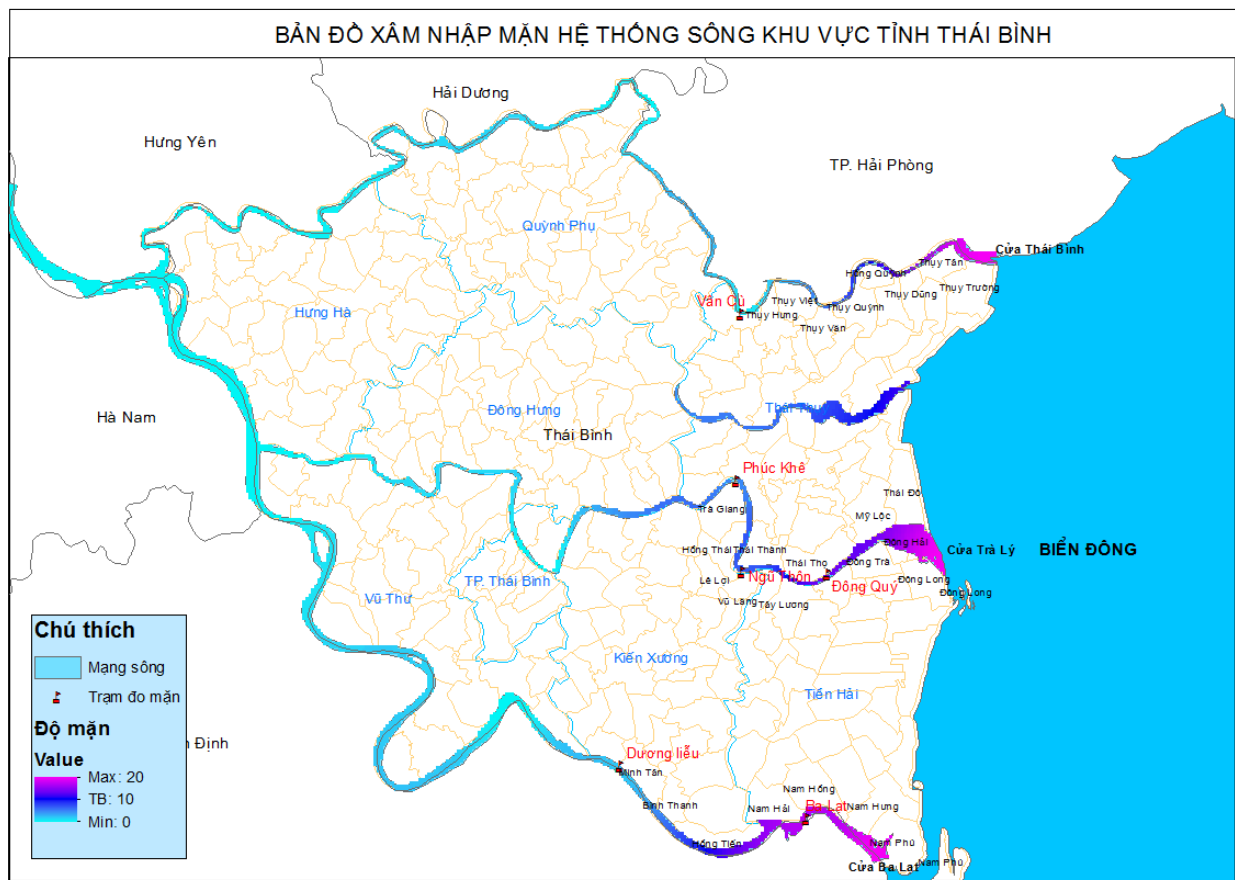 BẢN ĐỒ XÂM NHẬP MẶN HỆ THỐNG SÔNG KHU VỰC TỈNH THÁI BÌNH
Hải Dương
Hưng Yên
TP. Hải Phòng
Quỳnh Phụ
Cửa Thái Bình
Thụy Tân
Hồng Quỳnh
Thụy Trường
Thụy Dũng
Vân Cù
Thụy Việt
Thụy Quỳnh
Thụy Hưng
Thụy Văn
Hưng Hà
Hà Nam
Đông Hưng
Thái Thụ
Thái Bình
Phúc Khê
Thái Đô
Trà Giang
Mỹ Lộc
Đông Hải
Cửa Trà Lý
BIỂN ĐÔNG
Hồng Thái
Thái Thành
Thái Thọ
Đông Trà
Lê Lợi
Ngũ Thôn
Đông Quý
Đông Long
Đông Long
TP. Thái Bình
Vũ Thư
Vũ Lăng
Tây Lương
Kiến Xương
Tiền Hải
Chú thích
Mạng sông
Trạm đo mặn
Độ mặn
Value
Max: 20
TB: 10
Min: 0
Định
Dương liễu
Minh Tân
Bình Thanh
Nam Hồng
Nam Hải
Ba Lạt
Nam Hưng
Hồng Tiến
Nam Phú
Cửa Ba Lạt
Nam Phú